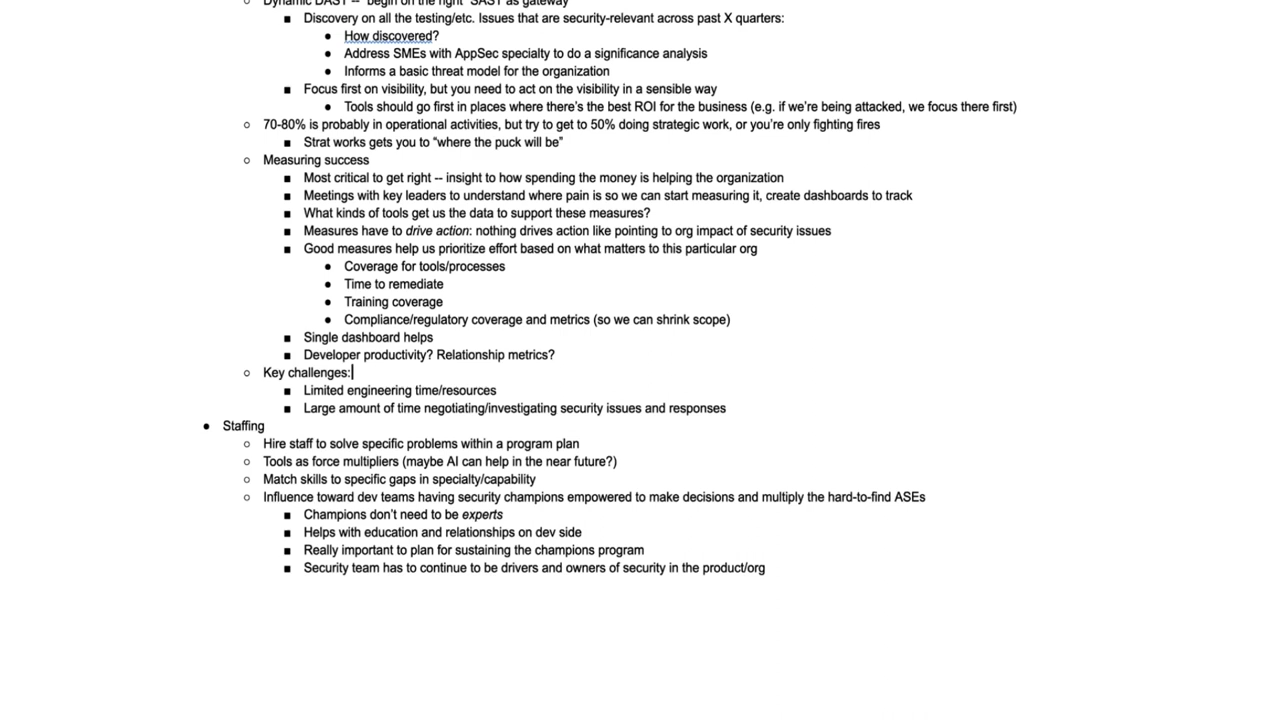 Dynamic DAST -- "begin on the right" SAST as gateway
Discovery on all the testing/etc. Issues that are security-relevant across past X quarters:
How discovered?
Address SMEs with AppSec specialty to do a significance analysis
Informs a basic threat model for the organization
Focus first on visibility, but you need to act on the visibility in a sensible way
Tools should go first in places where there's the best ROI for the business (e.g. if we're being attacked, we focus there first)
70-80% is probably in operational activities, but try to get to 50% doing strategic work, or you're only fighting fires
Strat works gets you to "where the puck will be"
Measuring success
Most critical to get right -- insight to how spending the money is helping the organization
Meetings with key leaders to understand where pain is so we can start measuring it, create dashboards to track
What kinds of tools get us the data to support these measures?
Measures have to drive action: nothing drives action like pointing to org impact of security issues
Good measures help us prioritize effort based on what matters to this particular org
Coverage for tools/processes
Time to remediate
Training coverage
Compliance/regulatory coverage and metrics (so we can shrink scope)
Single dashboard helps
Developer productivity? Relationship metrics?
Key challenges:
Limited engineering time/resources
Large amount of time negotiating/investigating security issues and responses
Staffing
Hire staff to solve specific problems within a program plan
Tools as force multipliers (maybe AI can help in the near future?)
Match skills to specific gaps in specialty/capability
Influence toward dev teams having security champions empowered to make decisions and multiply the hard-to-find ASEs
Champions don't need to be experts
Helps with education and relationships on dev side
Really important to plan for sustaining the champions program
Security team has to continue to be drivers and owners of security in the product/org